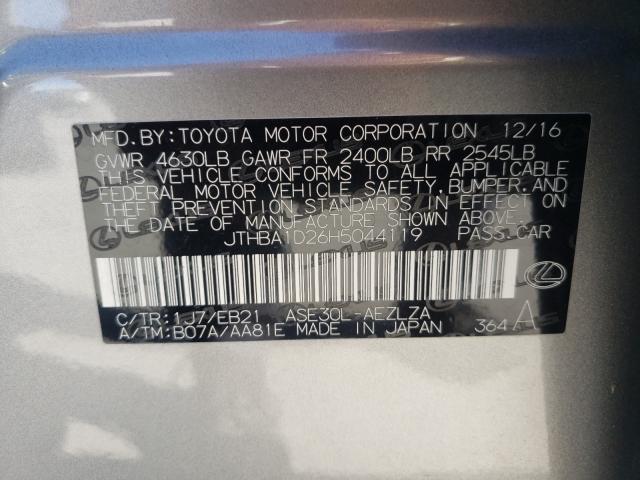 MFD. BY: TOYOTA MOTOR CORPORATION 12/16
GVWR 4630LB GAWR FR 2400LB RR 2545LB
THIS VEHICLE CONFORMS TO ALL APPLICABLE
FEDERAL MOTOR VEHICLE SAFETY, BUMPER, AND
THEFT PREVENTION STANDARDS IN EFFECT ON
THE DATE OF MANUFACTURE SHOWN ABOVE.
JTHBA1D26H5044119 PASS. CAR
C/TR: 1J7/EB21 ASE30L-AEZLZA
A/TM: B07A/AA81E MADE IN JAPAN 364 A